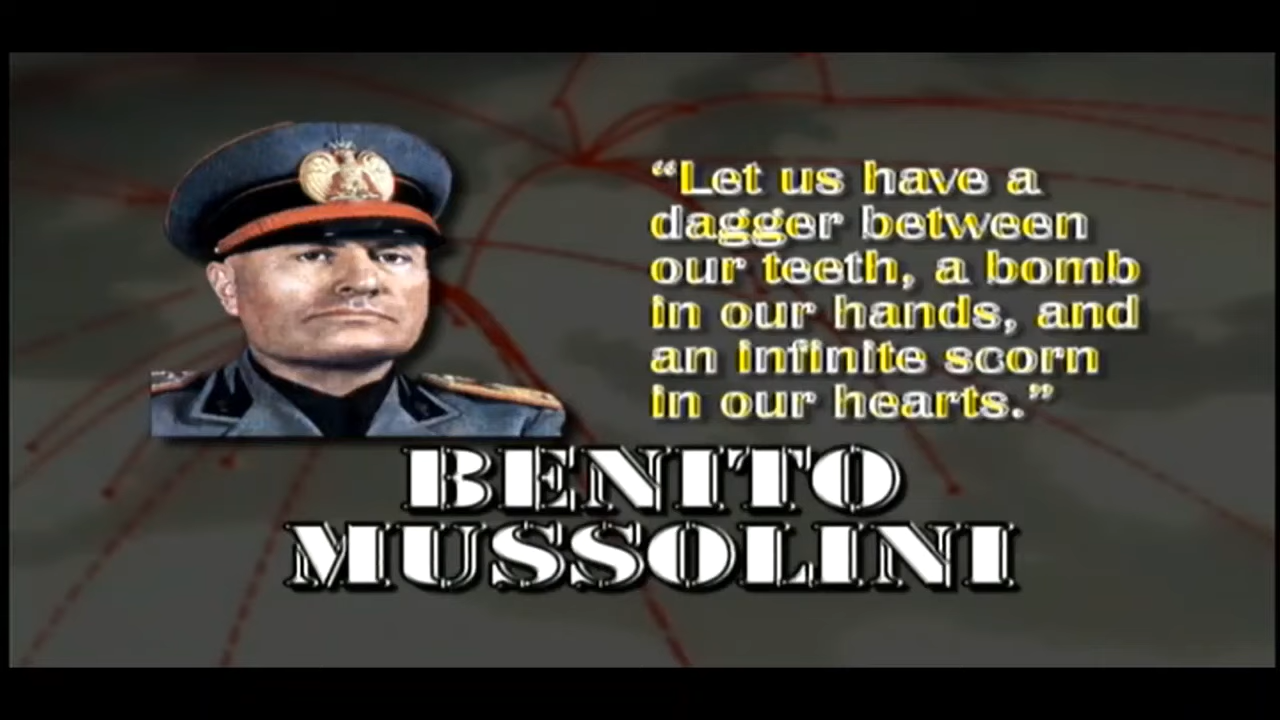 “Let us have a
dagger between
our teeth, a bomb
in our hands, and
an infinite scorn
in our hearts.”
BENITO
MUSSOLINI